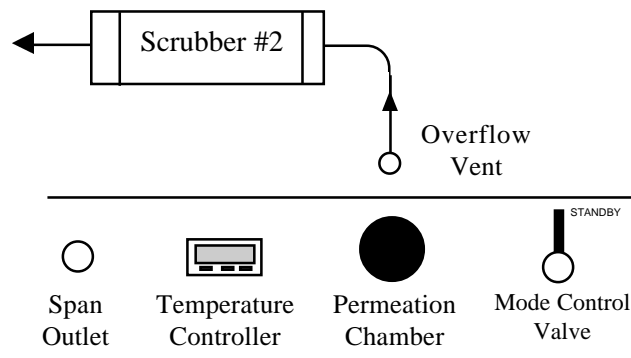 Scrubber #2
Overflow
Vent
STANDBY
Span
Outlet
Temperature
Controller
Permeation
Chamber
Mode Control
Valve